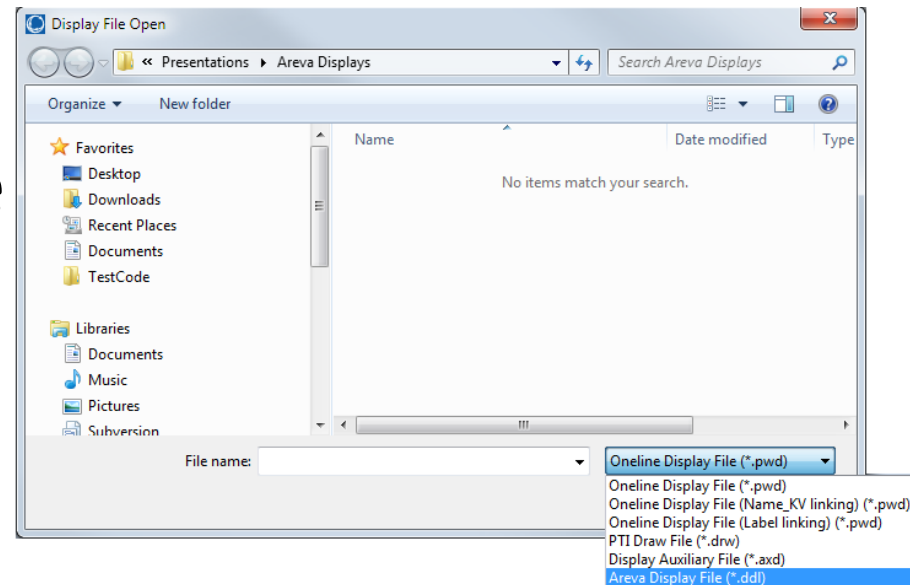 Display File Open
« Presentations Areva Displays
Search Areva Displays
Organize New folder
Name Date modified Type
No items match your search.
Favorites
Desktop
Downloads
Recent Places
Documents
TestCode
Libraries
Documents
Music
Pictures
Subversion
File name:
Oneline Display File (*.pwd)
Oneline Display File (*.pwd)
Oneline Display File (Name_KV linking) (*.pwd)
Oneline Display File (Label linking) (*.pwd)
PTI Draw File (*.drw)
Display Auxiliary File (*.axd)
Areva Display File (*.ddl)